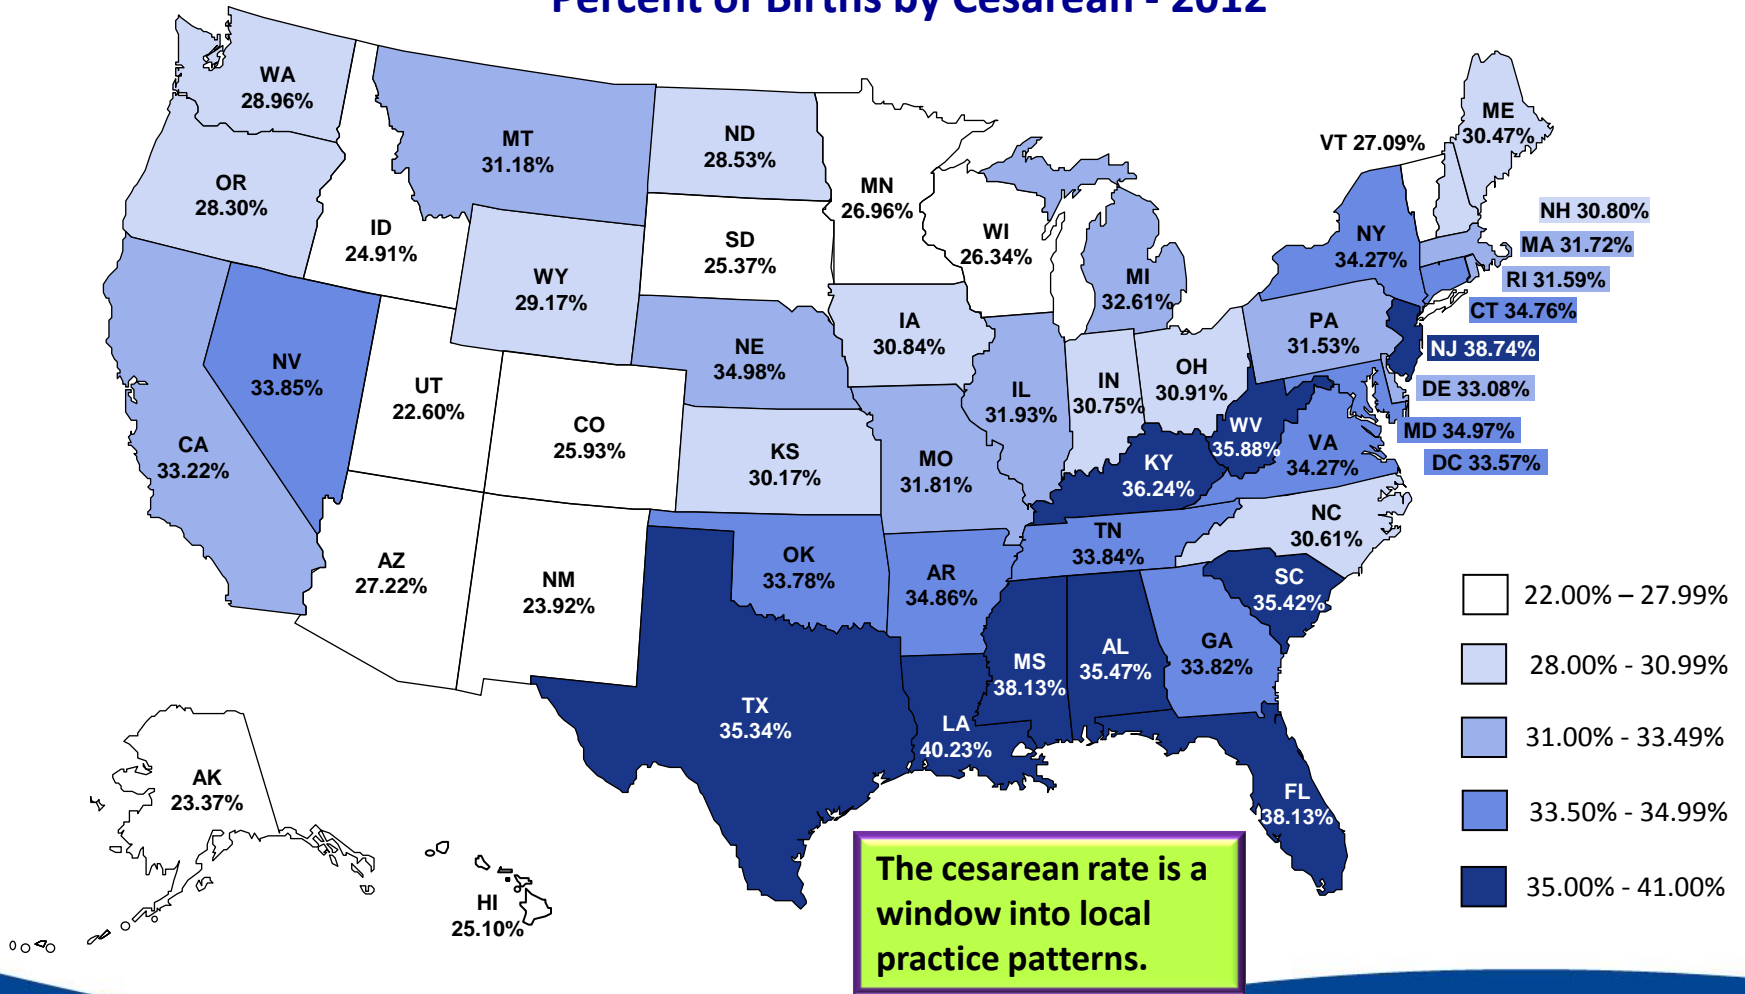 Percent of Births by Cesarean - 2012
WA
28.96%
OR
28.30%
CA
33.22%
NV
33.85%
ID
24.91%
MT
31.18%
WY
29.17%
UT
22.60%
CO
25.93%
AZ
27.22%
NM
23.92%
ND
28.53%
SD
25.37%
NE
34.98%
KS
30.17%
OK
33.78%
TX
35.34%
MN
26.96%
IA
30.84%
MO
31.81%
AR
34.86%
LA
40.23%
WI
26.34%
IL
31.93%
MI
32.61%
IN
30.75%
OH
30.91%
KY
36.24%
TN
33.84%
MS
38.13%
AL
35.47%
GA
33.82%
FL
38.13%
SC
35.42%
NC
30.61%
VA
34.27%
WV
35.88%
PA
31.53%
NY
34.27%
VT 27.09%
ME
30.47%
NH 30.80%
MA 31.72%
RI 31.59%
CT 34.76%
NJ 38.74%
DE 33.08%
MD 34.97%
DC 33.57%
AK
23.37%
HI
25.10%
22.00% – 27.99%
28.00% - 30.99%
31.00% - 33.49%
33.50% - 34.99%
35.00% - 41.00%
The cesarean rate is a
window into local
practice patterns.